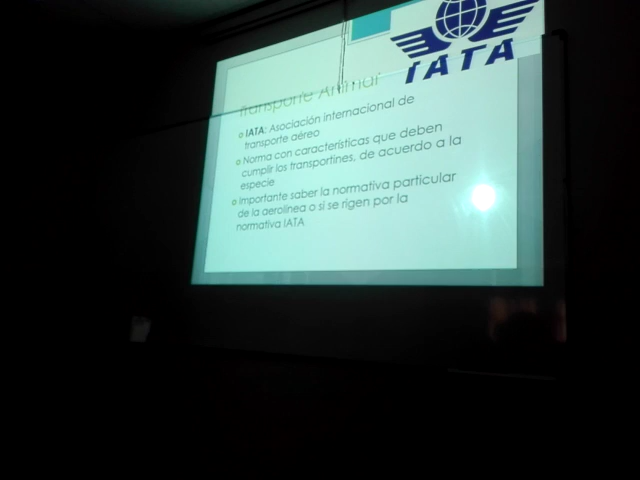 IATA
Transporte Animal
IATA: Asociación internacional de
transporte aéreo
Norma con características que deben
cumplir los transportines, de acuerdo a la
especie
Importante saber la normativa particular
de la aerolínea o si se rigen por la
normativa IATA